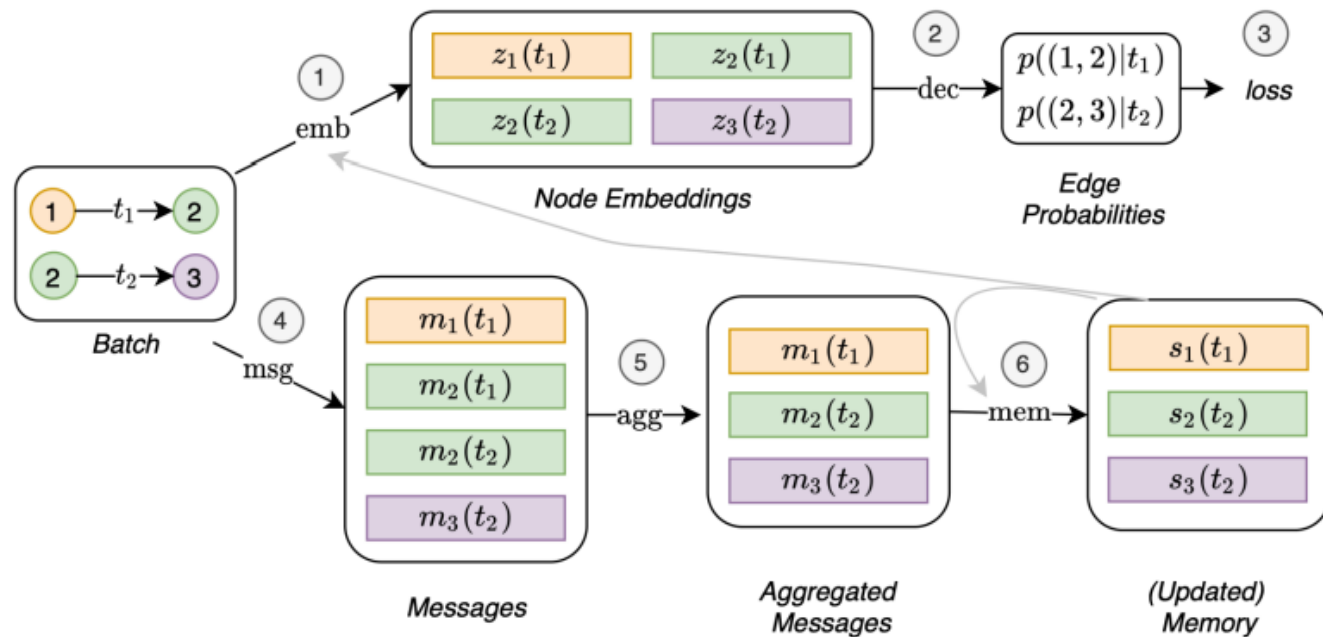 1
emb
z₁(t₁)
z₂(t₁)
z₂(t₂)
z₃(t₂)
Node Embeddings
2
dec
p((1, 2)|t₁)
p((2, 3)|t₂)
Edge
Probabilities
3
loss
1 t₁ 2
2 t₂ 3
Batch
4
msg
m₁(t₁)
m₂(t₁)
m₂(t₂)
m₃(t₂)
Messages
5
agg
m₁(t₁)
m₂(t₂)
m₃(t₂)
Aggregated
Messages
6
mem
s₁(t₁)
s₂(t₂)
s₃(t₂)
(Updated)
Memory